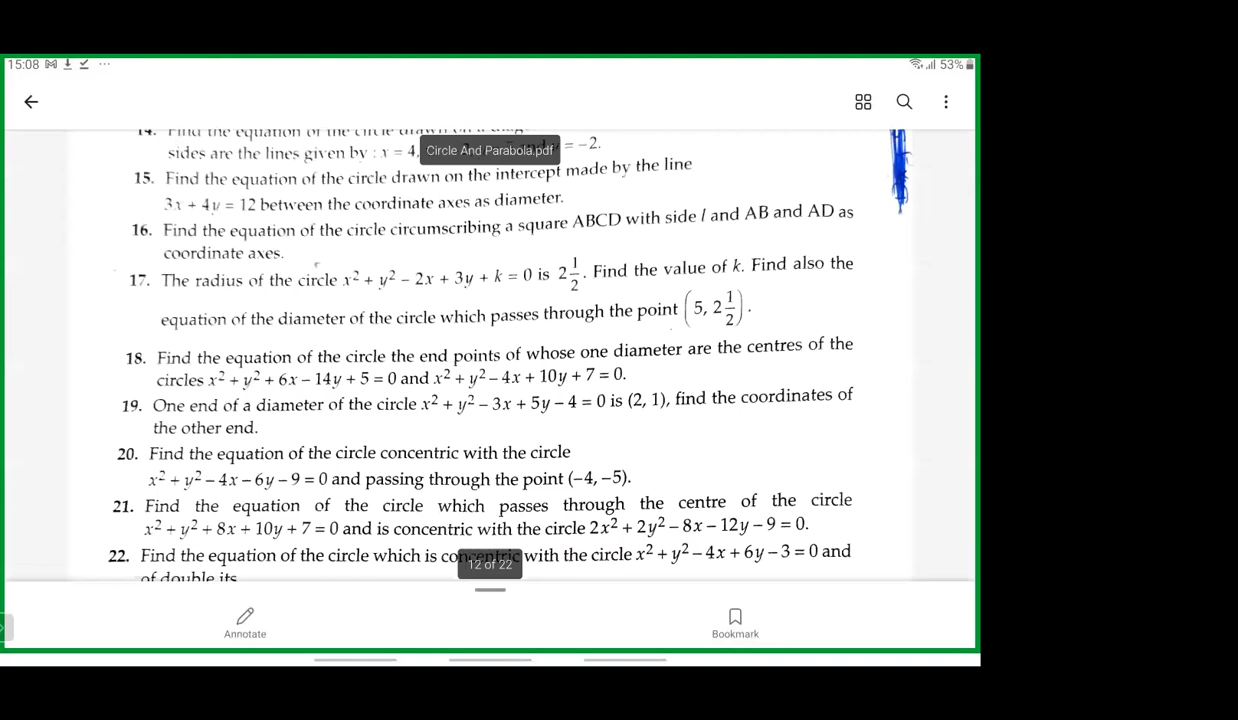 15:08 ...
53%
14. Find the equation of the circle drawn on
sides are the lines given by : x = 4, = −2.
Circle And Parabola.pdf
15. Find the equation of the circle drawn on the intercept made by the line
3x + 4y = 12 between the coordinate axes as diameter.
16. Find the equation of the circle circumscribing a square ABCD with side l and AB and AD as
coordinate axes.
17. The radius of the circle x² + y² − 2x + 3y + k = 0 is 2 1/2. Find the value of k. Find also the
equation of the diameter of the circle which passes through the point (5, 2 1/2).
18. Find the equation of the circle the end points of whose one diameter are the centres of the
circles x² + y² + 6x − 14y + 5 = 0 and x² + y² − 4x + 10y + 7 = 0.
19. One end of a diameter of the circle x² + y² − 3x + 5y − 4 = 0 is (2, 1), find the coordinates of
the other end.
20. Find the equation of the circle concentric with the circle
x² + y² − 4x − 6y − 9 = 0 and passing through the point (−4, −5).
21. Find the equation of the circle which passes through the centre of the circle
x² + y² + 8x + 10y + 7 = 0 and is concentric with the circle 2x² + 2y² − 8x − 12y − 9 = 0.
22. Find the equation of the circle which is concentric with the circle x² + y² − 4x + 6y − 3 = 0 and
of double its
12 of 22
Annotate
Bookmark